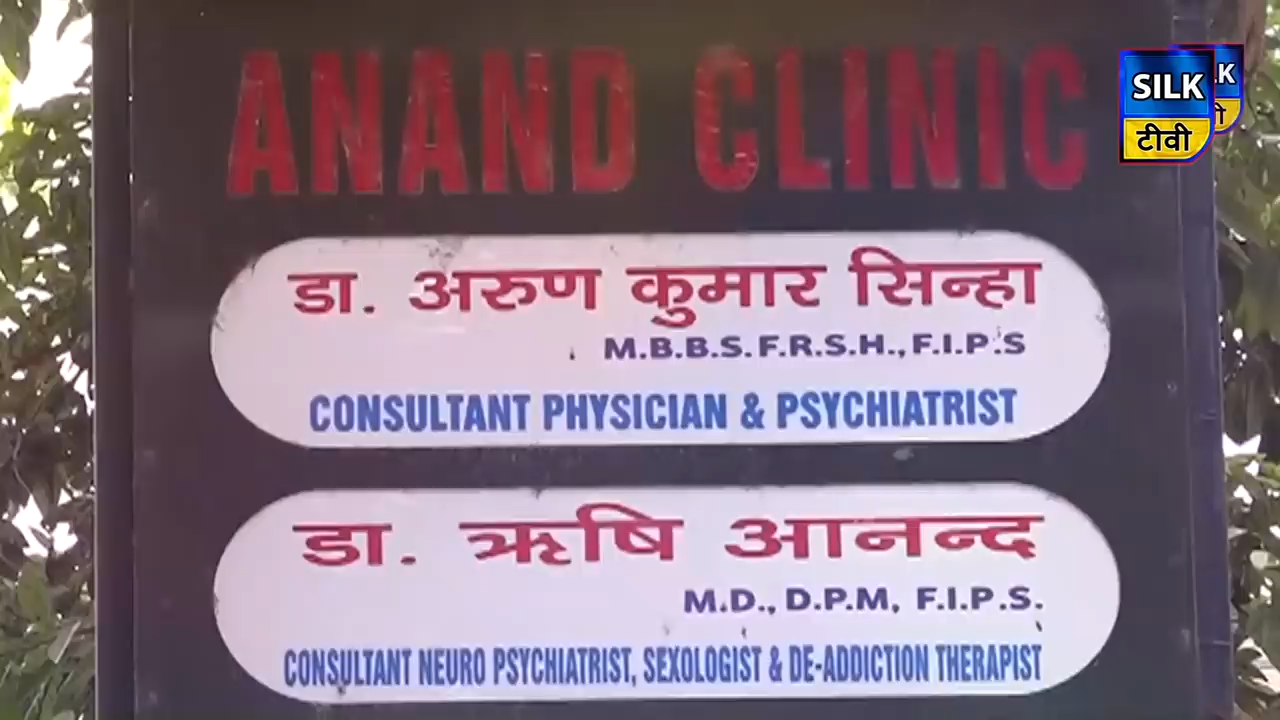 ANAND CLINIC
SILK
टीवी
डा. अरुण कुमार सिन्हा
M.B.B.S. F.R.S.H., F.I.P.S
CONSULTANT PHYSICIAN & PSYCHIATRIST
डा. ऋषि आनन्द
M.D., D.P.M, F.I.P.S.
CONSULTANT NEURO PSYCHIATRIST, SEXOLOGIST & DE-ADDICTION THERAPIST